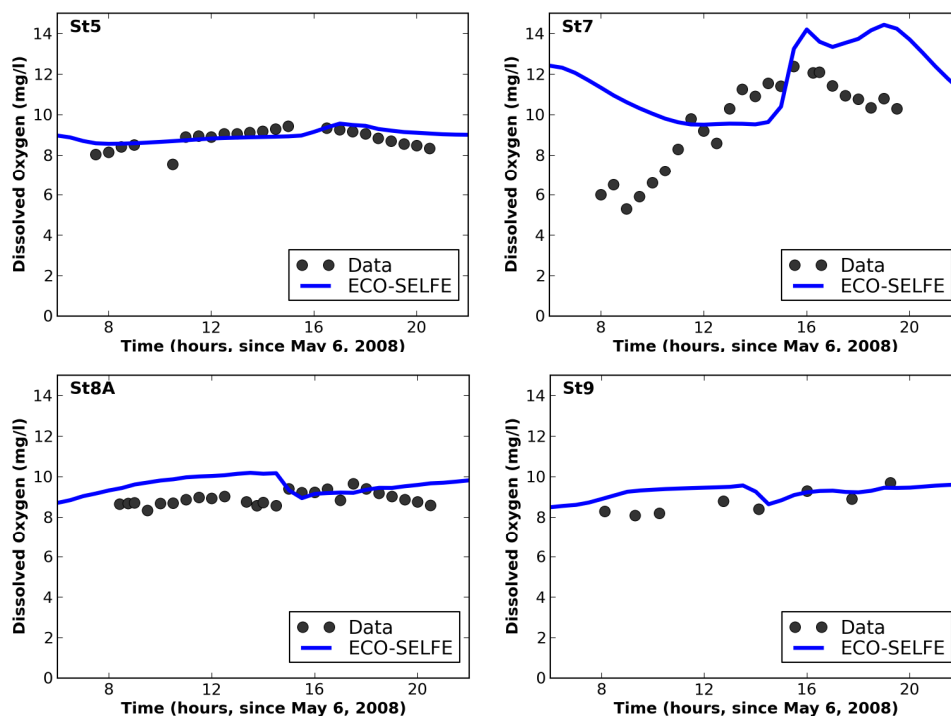 St5
14
12
10
8
6
4
2
0
Dissolved Oxygen (mg/l)
Data
ECO-SELFE
8 12 16 20
Time (hours, since May 6, 2008)
St7
14
12
10
8
6
4
2
0
Dissolved Oxygen (mg/l)
Data
ECO-SELFE
8 12 16 20
Time (hours, since May 6, 2008)
St8A
14
12
10
8
6
4
2
0
Dissolved Oxygen (mg/l)
Data
ECO-SELFE
8 12 16 20
Time (hours, since May 6, 2008)
St9
14
12
10
8
6
4
2
0
Dissolved Oxygen (mg/l)
Data
ECO-SELFE
8 12 16 20
Time (hours, since May 6, 2008)